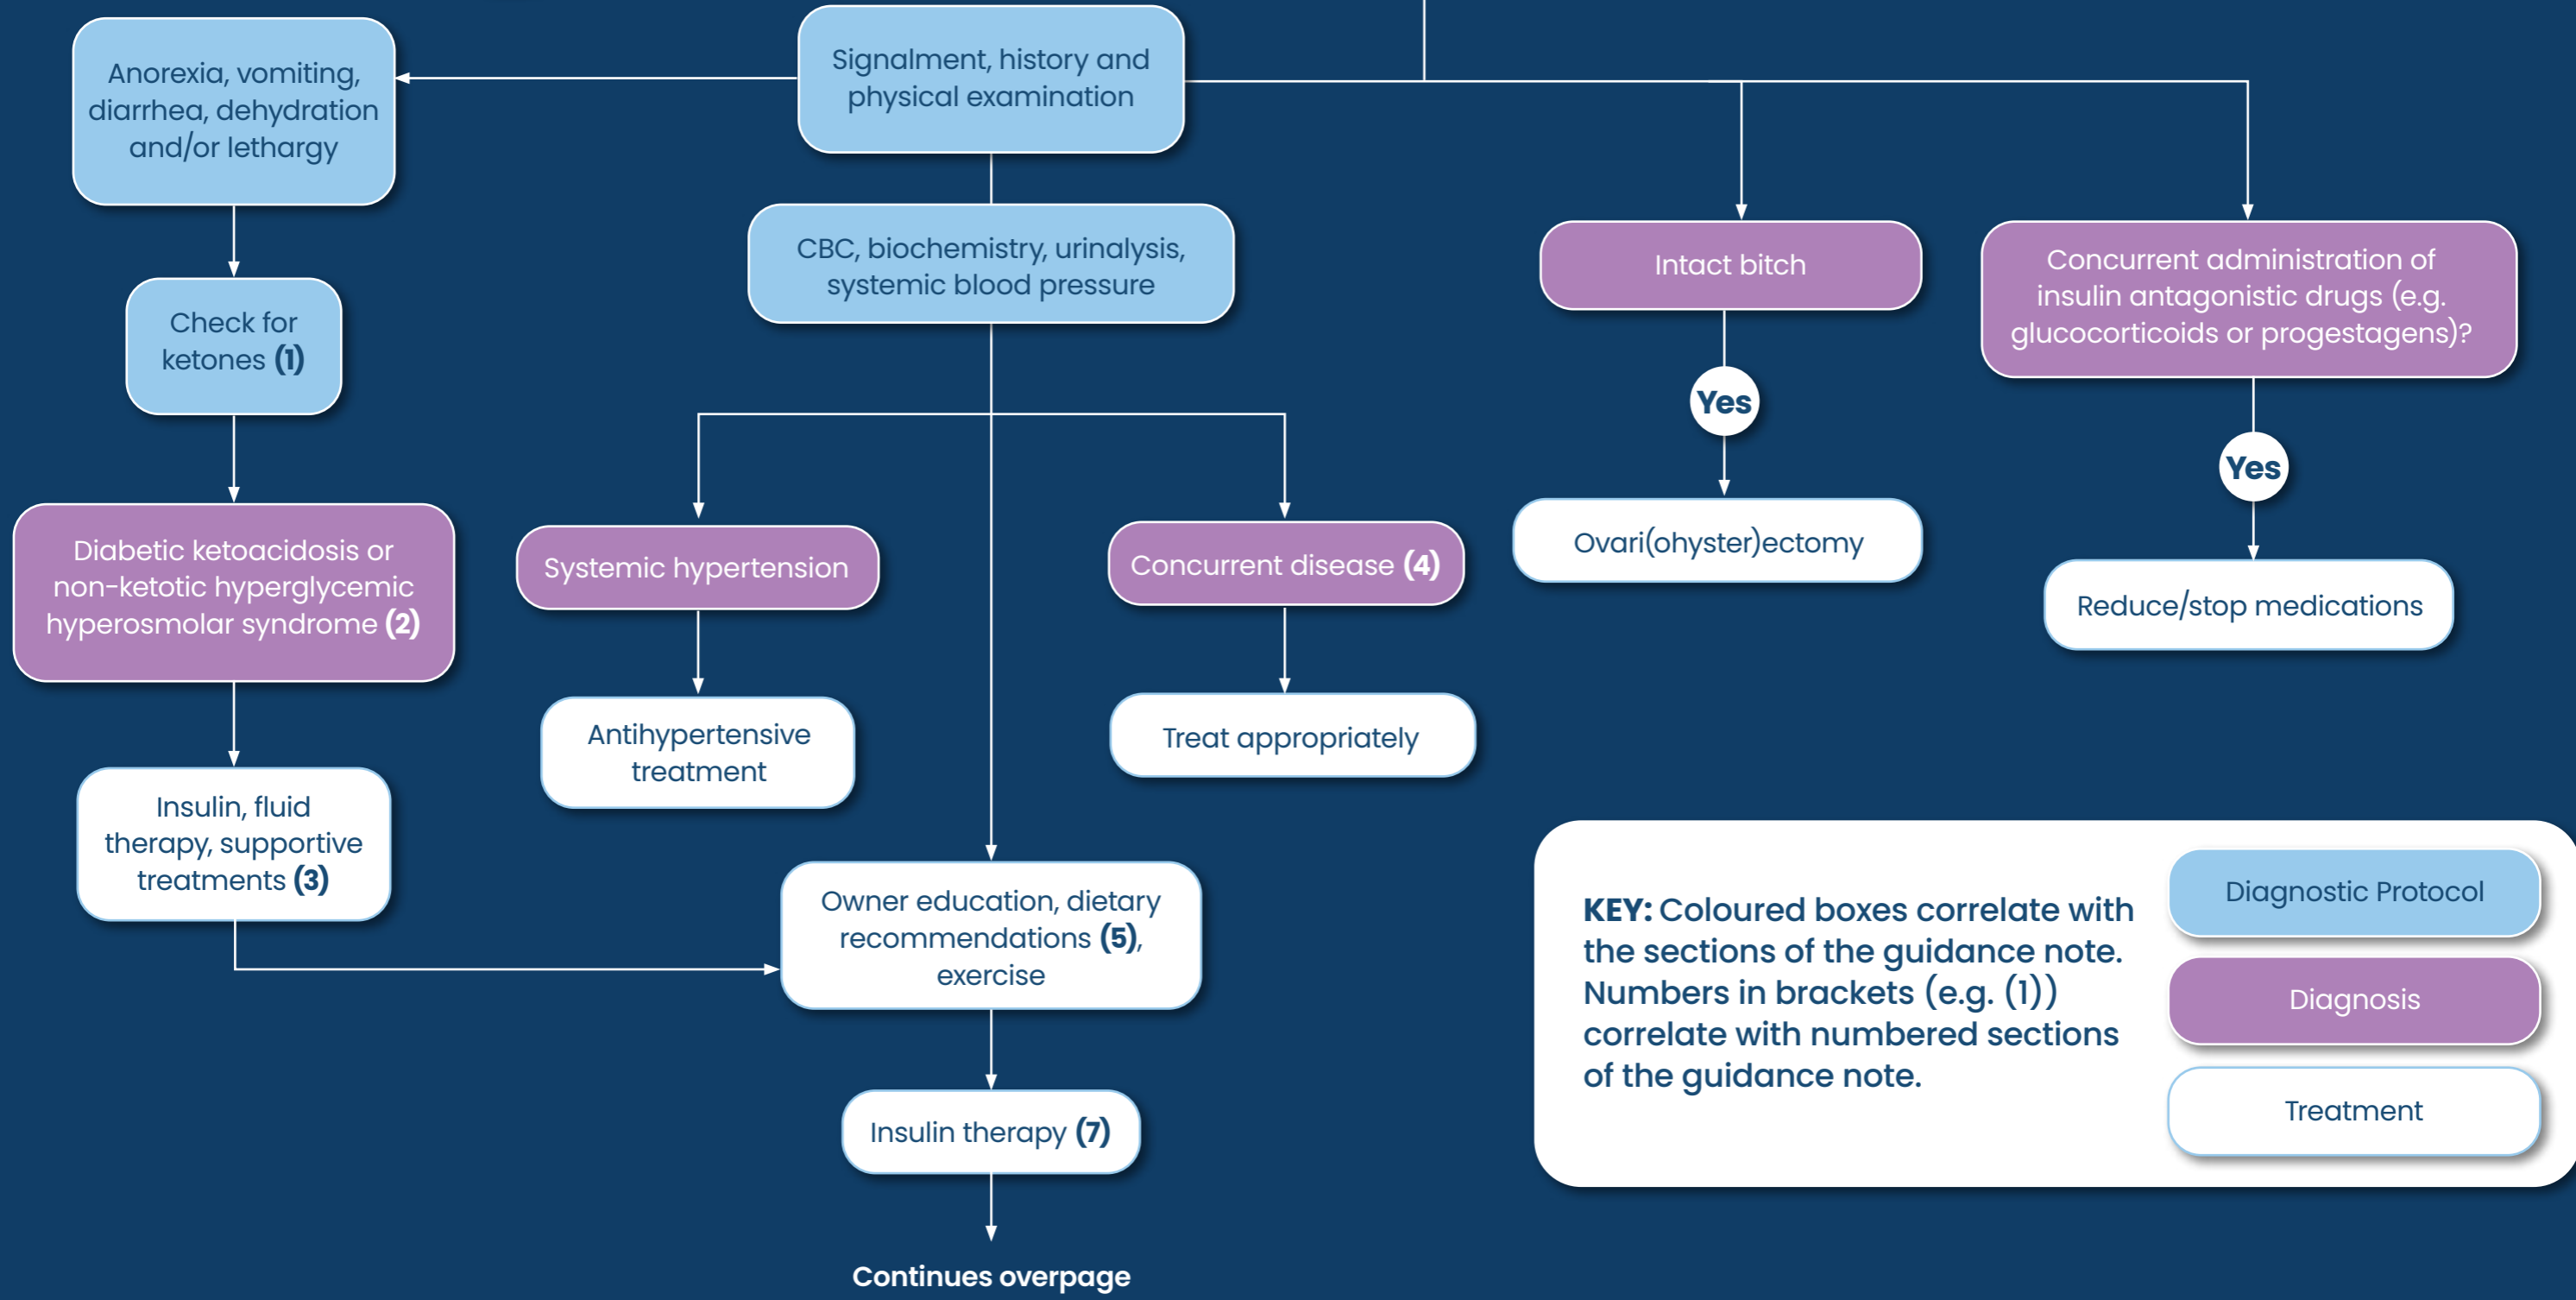 Anorexia, vomiting,
diarrhea, dehydration
and/or lethargy
Signalment, history and
physical examination
CBC, biochemistry, urinalysis,
systemic blood pressure
Intact bitch
Concurrent administration of
insulin antagonistic drugs (e.g.
glucocorticoids or progestagens)?
Check for
ketones (1)
Yes
Yes
Diabetic ketoacidosis or
non-ketotic hyperglycemic
hyperosmolar syndrome (2)
Systemic hypertension
Concurrent disease (4)
Ovari(ohyster)ectomy
Reduce/stop medications
Antihypertensive
treatment
Treat appropriately
Insulin, fluid
therapy, supportive
treatments (3)
Owner education, dietary
recommendations (5),
exercise
Insulin therapy (7)
Continues overpage
KEY: Coloured boxes correlate with
the sections of the guidance note.
Numbers in brackets (e.g. (1))
correlate with numbered sections
of the guidance note.
Diagnostic Protocol
Diagnosis
Treatment